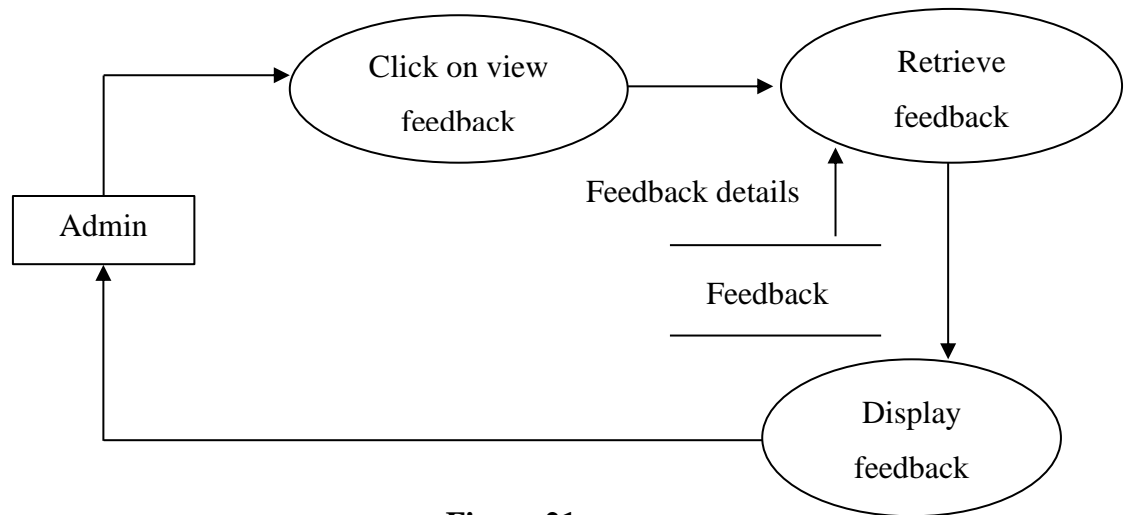 Click on view
feedback
Retrieve
feedback
Feedback details
Admin
Feedback
Display
feedback
Figure 21